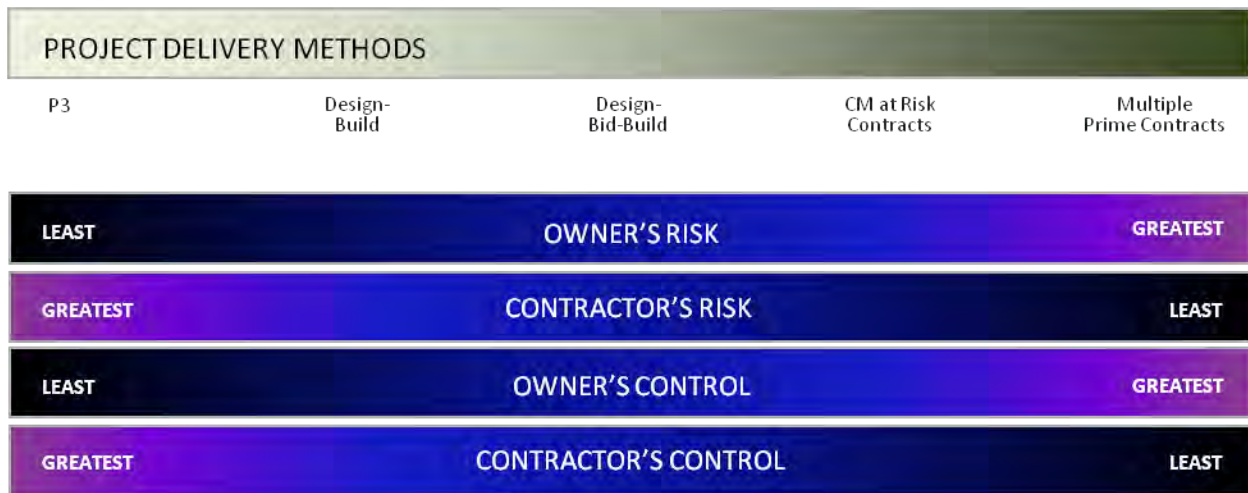 PROJECT DELIVERY METHODS
P3
Design-
Build
Design-
Bid-Build
CM at Risk
Contracts
Multiple
Prime Contracts
LEAST OWNER'S RISK GREATEST
GREATEST CONTRACTOR'S RISK LEAST
LEAST OWNER'S CONTROL GREATEST
GREATEST CONTRACTOR'S CONTROL LEAST